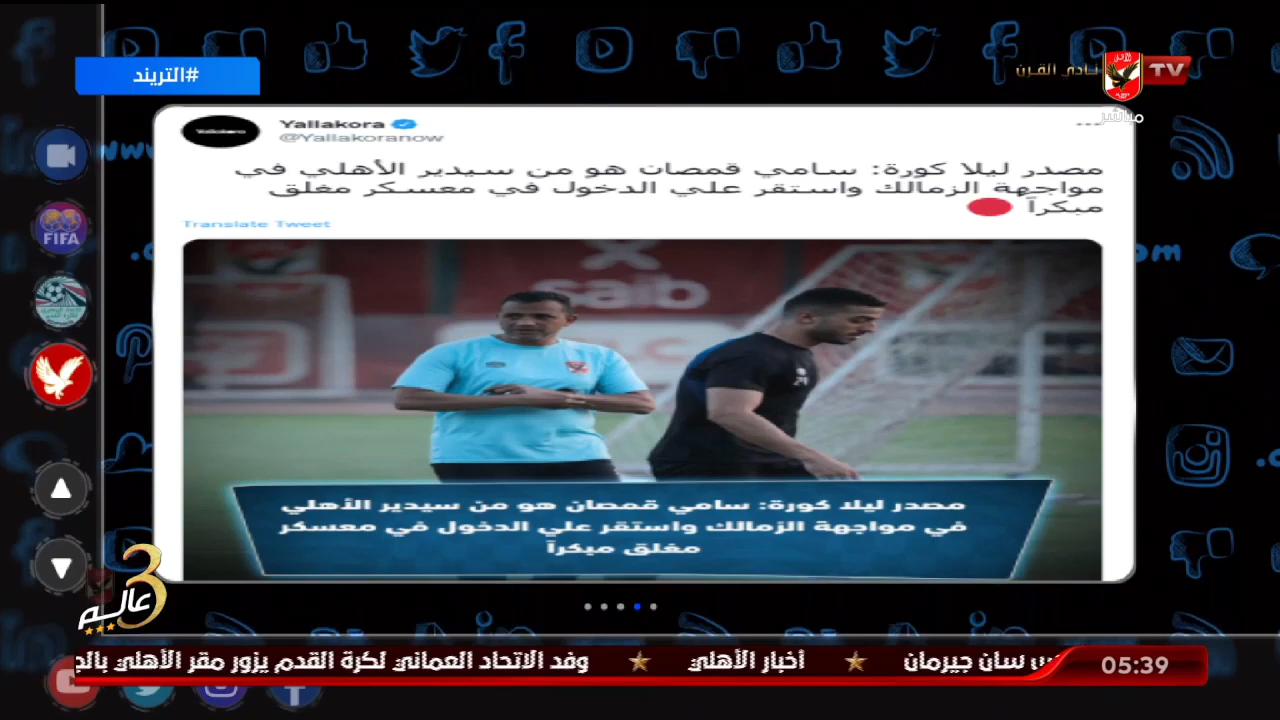 #التريند
نادي القرن
TV
مباشر
Yallakora
@Yallakoranow
مصدر ليلا كورة: سامي قمصان هو من سيدير الأهلي في
مواجهة الزمالك واستقر علي الدخول في معسكر مغلق
مبكراً
Translate Tweet
FIFA
saib
مصدر ليلا كورة: سامي قمصان هو من سيدير الأهلي
في مواجهة الزمالك واستقر علي الدخول في معسكر
مغلق مبكراً
3
عالم
سان جيرمان ★ أخبار الأهلي ★ وفد الاتحاد العماني لكرة القدم يزور مقر الأهلي
05:39